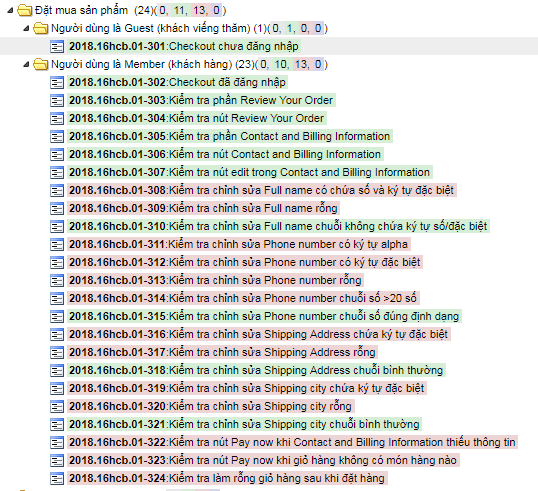 Đặt mua sản phẩm (24)(0, 11, 13, 0)
Người dùng là Guest (khách viếng thăm) (1)(0, 1, 0, 0)
2018.16hcb.01-301:Checkout chưa đăng nhập
Người dùng là Member (khách hàng) (23)(0, 10, 13, 0)
2018.16hcb.01-302:Checkout đã đăng nhập
2018.16hcb.01-303:Kiểm tra phần Review Your Order
2018.16hcb.01-304:Kiểm tra nút Review Your Order
2018.16hcb.01-305:Kiểm tra phần Contact and Billing Information
2018.16hcb.01-306:Kiểm tra nút Contact and Billing Information
2018.16hcb.01-307:Kiểm tra nút edit trong Contact and Billing Information
2018.16hcb.01-308:Kiểm tra chỉnh sửa Full name có chứa số và ký tự đặc biệt
2018.16hcb.01-309:Kiểm tra chỉnh sửa Full name rỗng
2018.16hcb.01-310:Kiểm tra chỉnh sửa Full name chuỗi không chứa ký tự số/đặc biệt
2018.16hcb.01-311:Kiểm tra chỉnh sửa Phone number có ký tự alpha
2018.16hcb.01-312:Kiểm tra chỉnh sửa Phone number có ký tự đặc biệt
2018.16hcb.01-313:Kiểm tra chỉnh sửa Phone number rỗng
2018.16hcb.01-314:Kiểm tra chỉnh sửa Phone number chuỗi số >20 số
2018.16hcb.01-315:Kiểm tra chỉnh sửa Phone number chuỗi số đúng định dạng
2018.16hcb.01-316:Kiểm tra chỉnh sửa Shipping Address chứa ký tự đặc biệt
2018.16hcb.01-317:Kiểm tra chỉnh sửa Shipping Address rỗng
2018.16hcb.01-318:Kiểm tra chỉnh sửa Shipping Address chuỗi bình thường
2018.16hcb.01-319:Kiểm tra chỉnh sửa Shipping city chứa ký tự đặc biệt
2018.16hcb.01-320:Kiểm tra chỉnh sửa Shipping city rỗng
2018.16hcb.01-321:Kiểm tra chỉnh sửa Shipping city chuỗi bình thường
2018.16hcb.01-322:Kiểm tra nút Pay now khi Contact and Billing Information thiếu thông tin
2018.16hcb.01-323:Kiểm tra nút Pay now khi giỏ hàng không có món hàng nào
2018.16hcb.01-324:Kiểm tra làm rỗng giỏ hàng sau khi đặt hàng